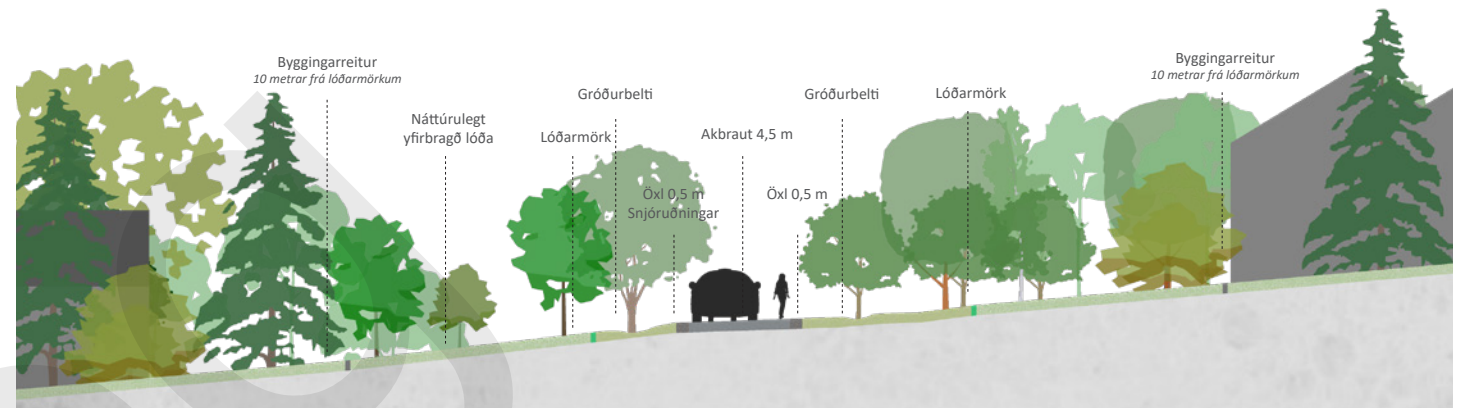 Byggingarreitur
10 metrar frá lóðarmörkum
Náttúrulegt
yfirbragð lóða
Lóðarmörk
Gróðurbelti
Öxl 0,5 m
Snjóruðningar
Akbraut 4,5 m
Öxl 0,5 m
Gróðurbelti
Lóðarmörk
Byggingarreitur
10 metrar frá lóðarmörkum